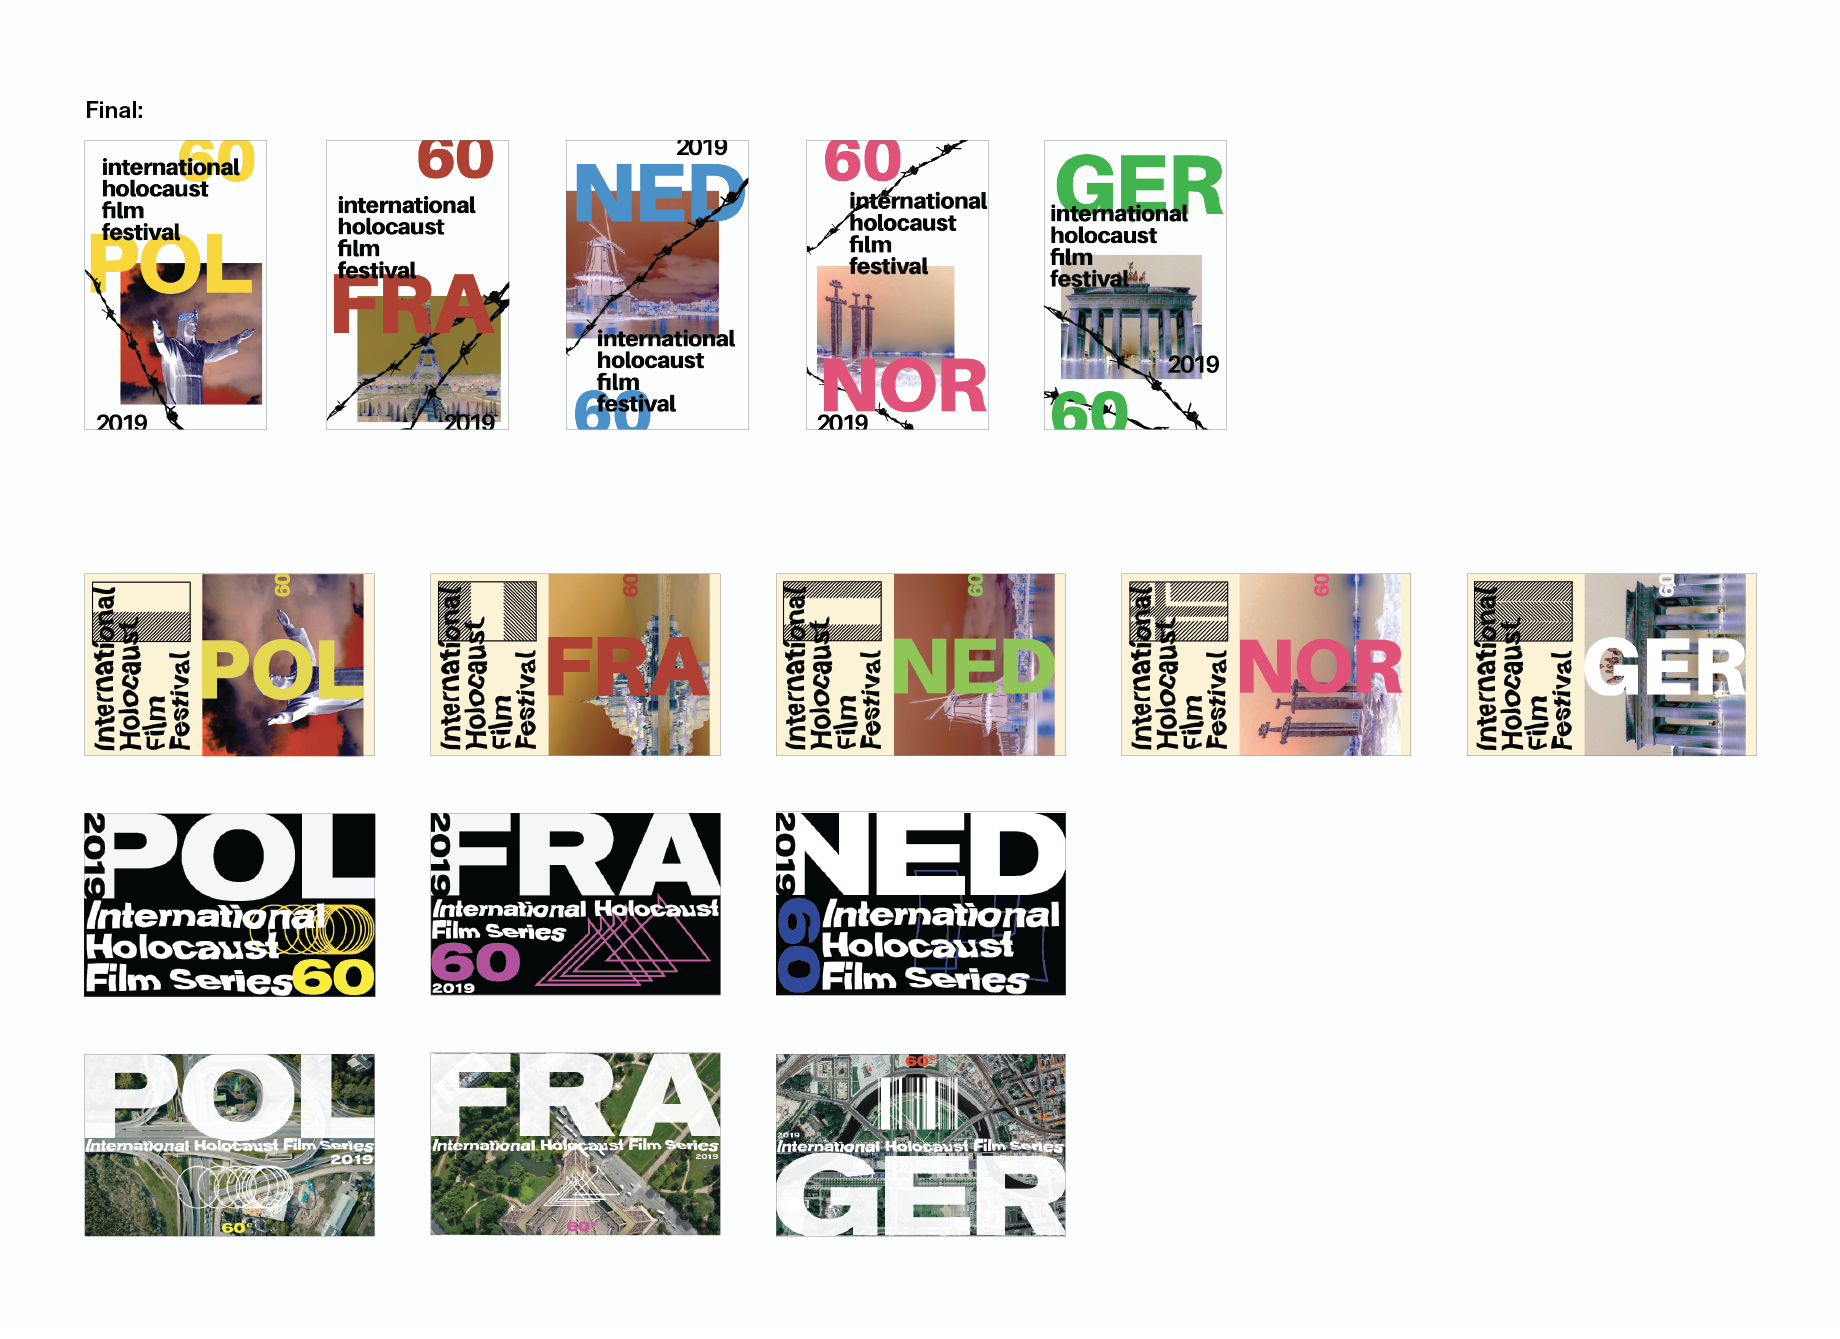 Final:
60
international
holocaust
film
festival
POL
2019
60
international
holocaust
film
festival
FRA
2019
2019
NED
international
holocaust
film
festival
60
60
international
holocaust
film
festival
NOR
2019
GER
international
holocaust
film
festival
2019
60
International
Holocaust
Film
Festival
60
POL
International
Holocaust
Film
Festival
60
FRA
International
Holocaust
Film
Festival
60
NED
International
Holocaust
Film
Festival
60
NOR
International
Holocaust
Film
Festival
60
GER
2019
POL
International
Holocaust
Film Series
60
2019
FRA
International Holocaust
Film Series
60
2019
2019
NED
60
International
Holocaust
Film Series
POL
International Holocaust Film Series
2019
60€
FRA
International Holocaust Film Series
2019
60€
60€
2019
International Holocaust Film Series
GER